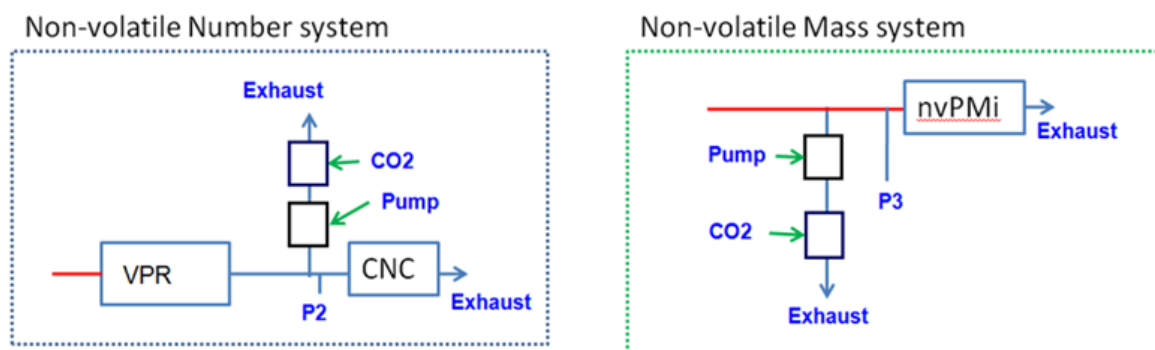 Non-volatile Number system
Exhaust
CO2
Pump
VPR
CNC
P2
Exhaust
Non-volatile Mass system
nvPMi
Exhaust
Pump
P3
CO2
Exhaust